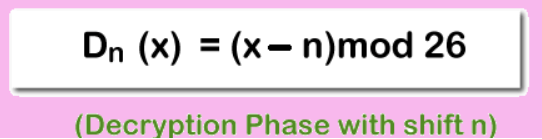 Dₙ (x) = (x – n)mod 26
(Decryption Phase with shift n)